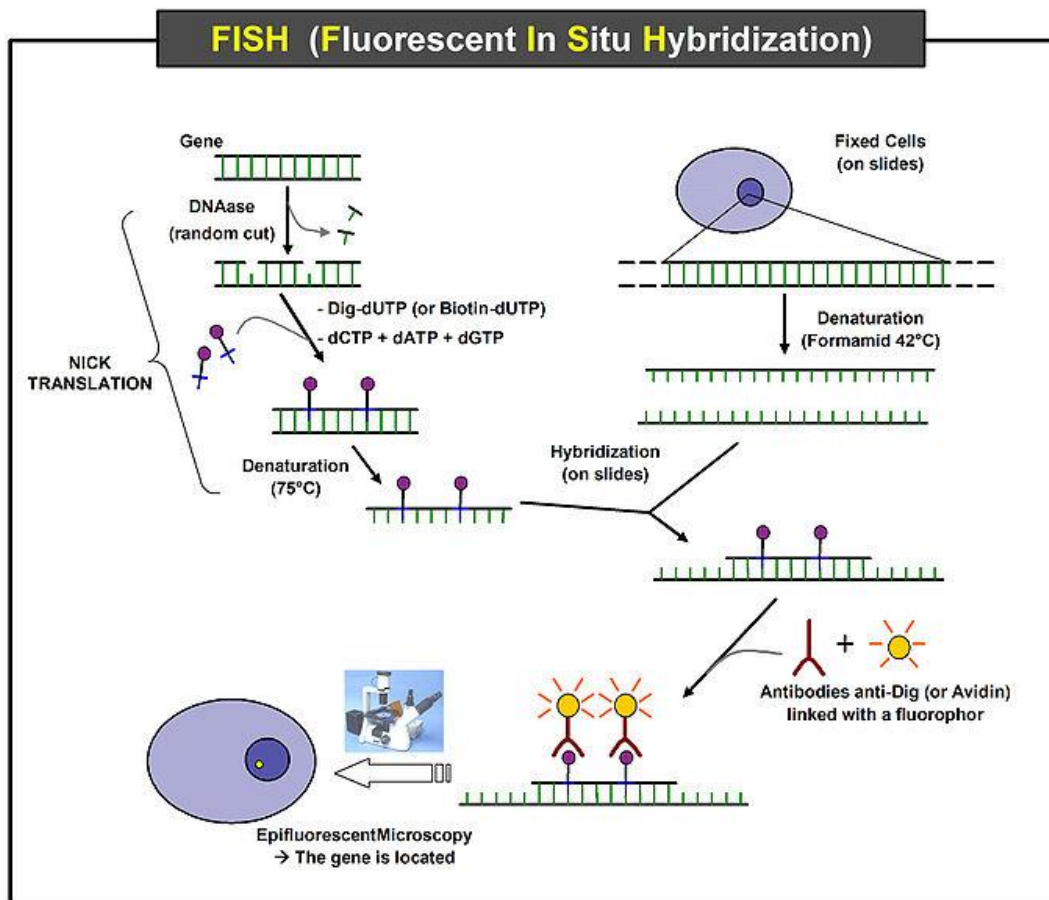 FISH (Fluorescent In Situ Hybridization)
Gene
DNAase
(random cut)
- Dig-dUTP (or Biotin-dUTP)
- dCTP + dATP + dGTP
NICK
TRANSLATION
Denaturation
(75°C)
Fixed Cells
(on slides)
Denaturation
(Formamid 42°C)
Hybridization
(on slides)
+
Antibodies anti-Dig (or Avidin)
linked with a fluorophor
EpifluorescentMicroscopy
→ The gene is located